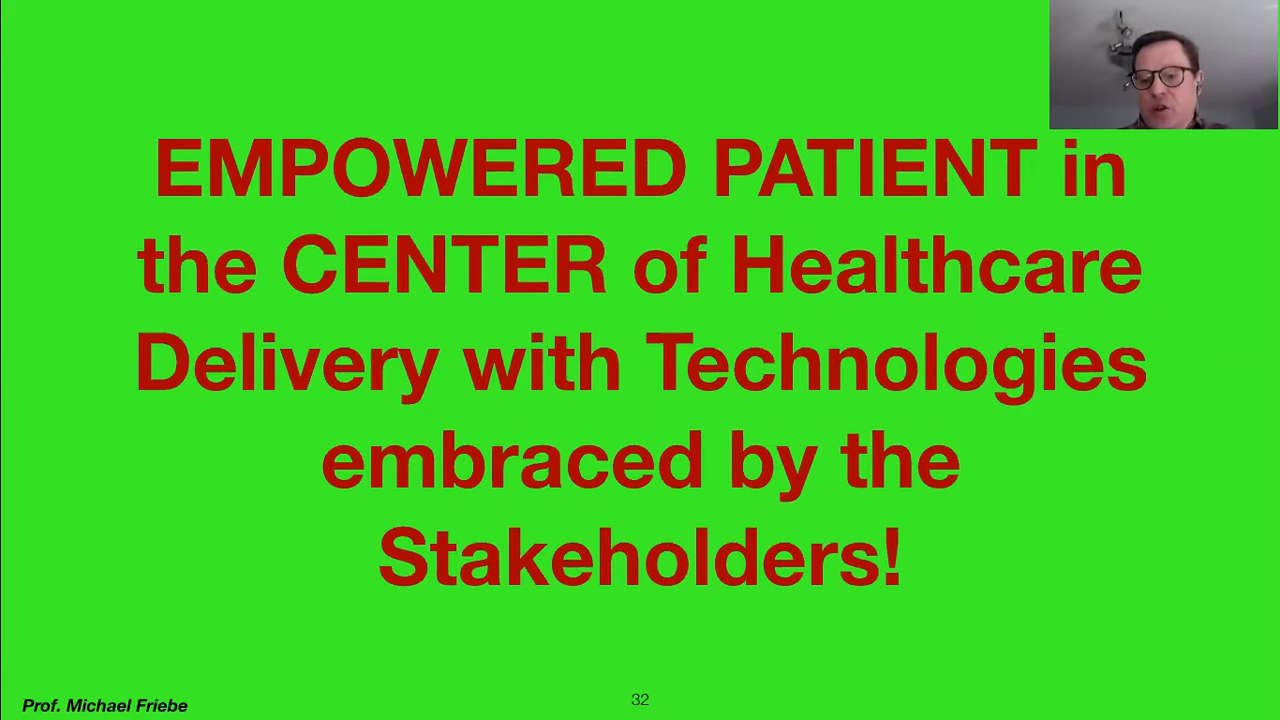 EMPOWERED PATIENT in
the CENTER of Healthcare
Delivery with Technologies
embraced by the
Stakeholders!
Prof. Michael Friebe
32